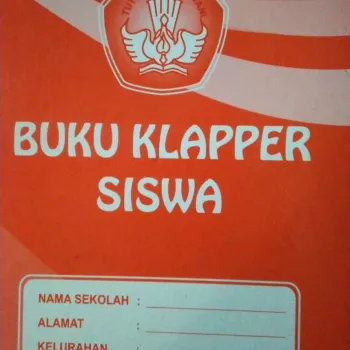 BUKU KLAPPER
SISWA
NAMA SEKOLAH :
ALAMAT :
KELURAHAN :